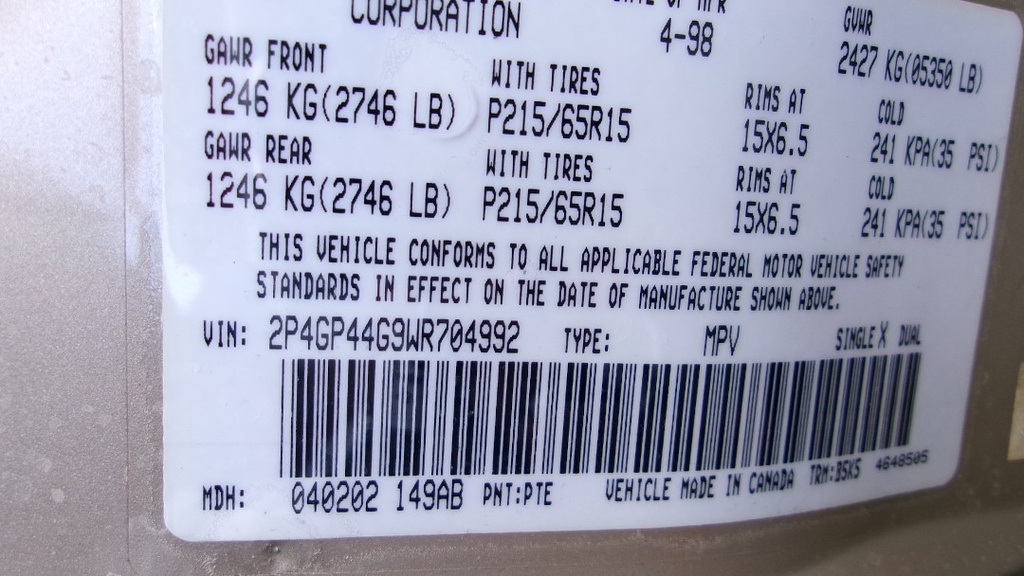 CORPORATION 4-98 GVWR
2427 KG(05350 LB)
GAWR FRONT WITH TIRES RIMS AT COLD
1246 KG(2746 LB) P215/65R15 15X6.5 241 KPA(35 PSI)
GAWR REAR WITH TIRES RIMS AT COLD
1246 KG(2746 LB) P215/65R15 15X6.5 241 KPA(35 PSI)
THIS VEHICLE CONFORMS TO ALL APPLICABLE FEDERAL MOTOR VEHICLE SAFETY
STANDARDS IN EFFECT ON THE DATE OF MANUFACTURE SHOWN ABOVE.
VIN: 2P4GP44G9WR704992 TYPE: MPV SINGLE X DUAL
MDH: 040202 149AB PNT:PTE VEHICLE MADE IN CANADA TRM:B5K5 4648505